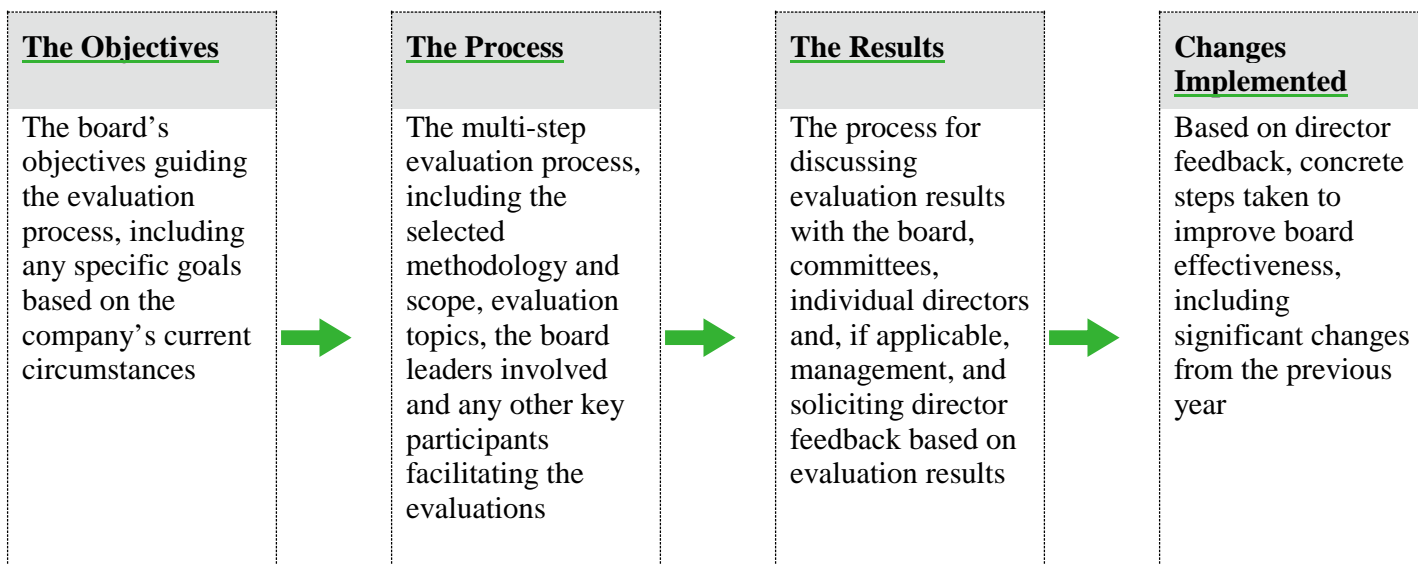 The Objectives
The board’s
objectives guiding
the evaluation
process, including
any specific goals
based on the
company’s current
circumstances
The Process
The multi-step
evaluation process,
including the
selected
methodology and
scope, evaluation
topics, the board
leaders involved
and any other key
participants
facilitating the
evaluations
The Results
The process for
discussing
evaluation results
with the board,
committees,
individual directors
and, if applicable,
management, and
soliciting director
feedback based on
evaluation results
Changes
Implemented
Based on director
feedback, concrete
steps taken to
improve board
effectiveness,
including
significant changes
from the previous
year